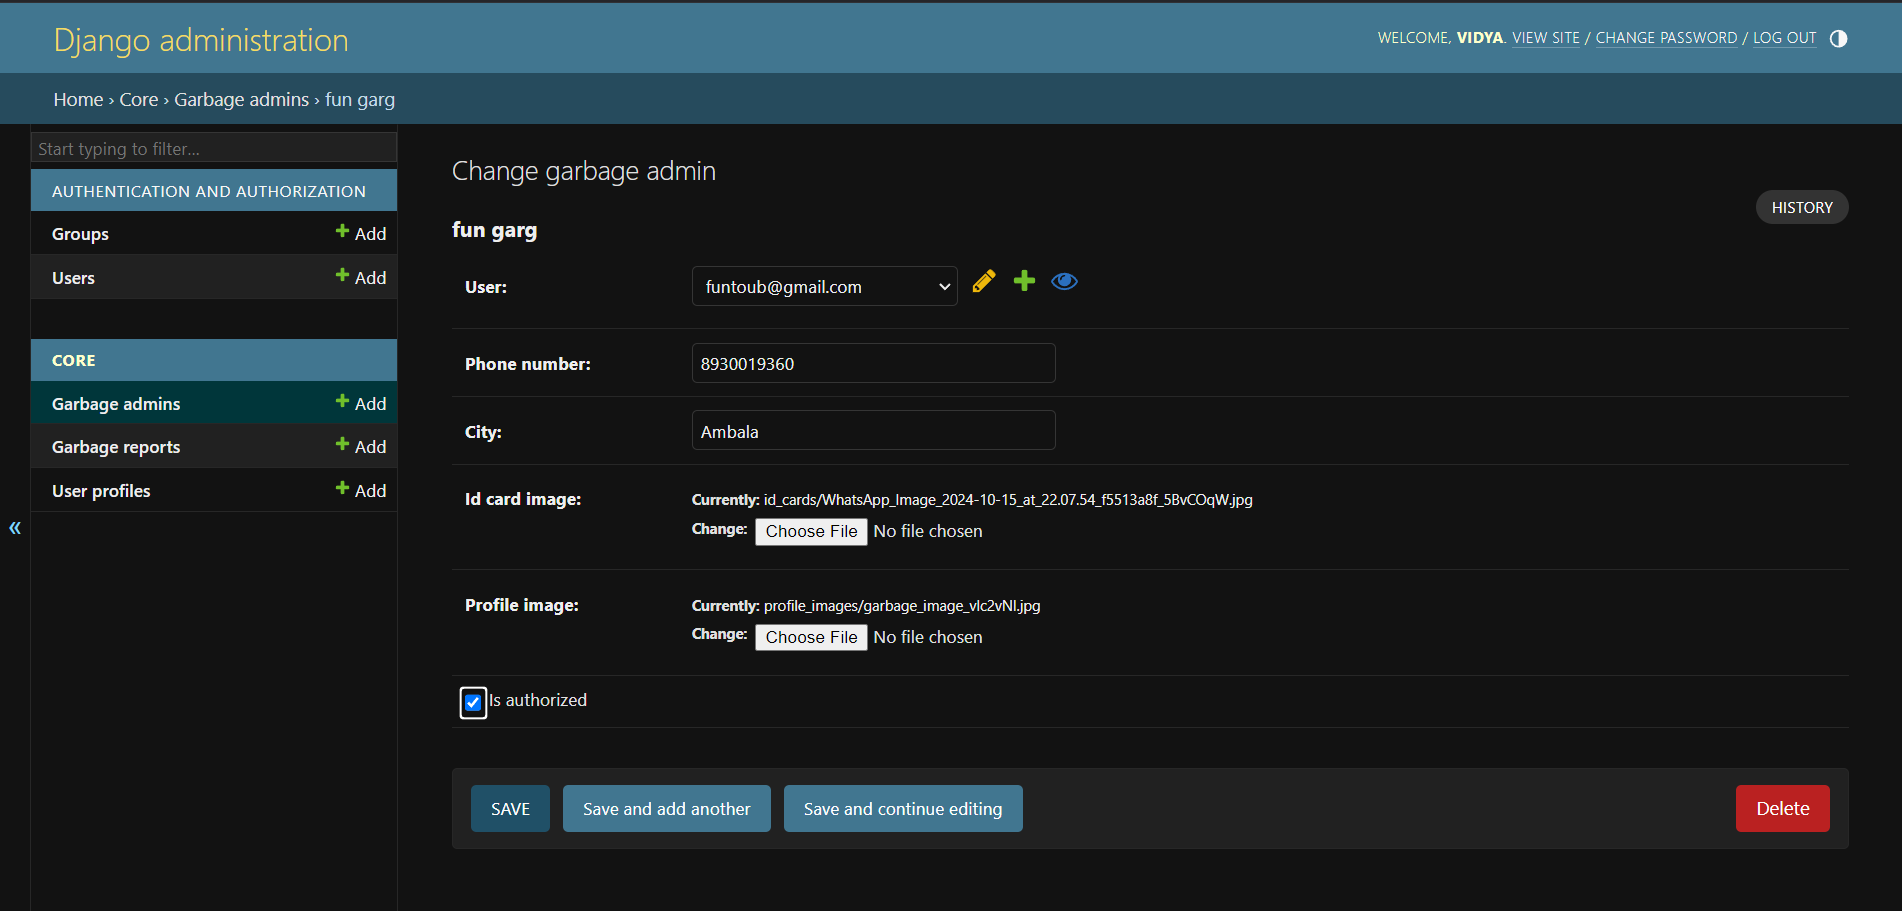 Django administration
WELCOME, VIDYA. VIEW SITE / CHANGE PASSWORD / LOG OUT
Home › Core › Garbage admins › fun garg
Start typing to filter...
AUTHENTICATION AND AUTHORIZATION
Groups Add
Users Add
CORE
Garbage admins Add
Garbage reports Add
User profiles Add
«
Change garbage admin
HISTORY
fun garg
User: funtoub@gmail.com
Phone number: 8930019360
City: Ambala
Id card image: Currently: id_cards/WhatsApp_Image_2024-10-15_at_22.07.54_f5513a8f_5BvCOqW.jpg
Change: Choose File No file chosen
Profile image: Currently: profile_images/garbage_image_vlc2vNl.jpg
Change: Choose File No file chosen
Is authorized
SAVE Save and add another Save and continue editing Delete